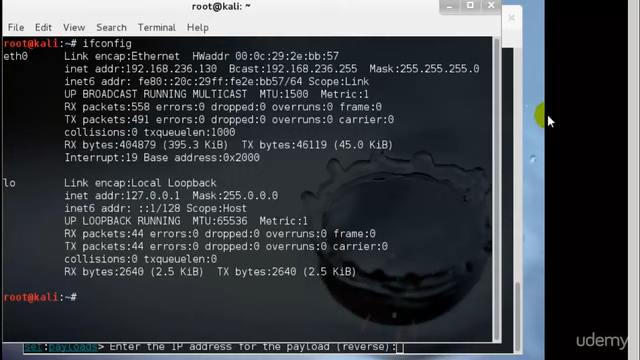 root@kali: ~
File Edit View Search Terminal Help
root@kali:~# ifconfig
eth0 Link encap:Ethernet HWaddr 00:0c:29:2e:bb:57
inet addr:192.168.236.130 Bcast:192.168.236.255 Mask:255.255.255.0
inet6 addr: fe80::20c:29ff:fe2e:bb57/64 Scope:Link
UP BROADCAST RUNNING MULTICAST MTU:1500 Metric:1
RX packets:558 errors:0 dropped:0 overruns:0 frame:0
TX packets:491 errors:0 dropped:0 overruns:0 carrier:0
collisions:0 txqueuelen:1000
RX bytes:404879 (395.3 KiB) TX bytes:46119 (45.0 KiB)
Interrupt:19 Base address:0x2000
lo Link encap:Local Loopback
inet addr:127.0.0.1 Mask:255.0.0.0
inet6 addr: ::1/128 Scope:Host
UP LOOPBACK RUNNING MTU:65536 Metric:1
RX packets:44 errors:0 dropped:0 overruns:0 frame:0
TX packets:44 errors:0 dropped:0 overruns:0 carrier:0
collisions:0 txqueuelen:0
RX bytes:2640 (2.5 KiB) TX bytes:2640 (2.5 KiB)
root@kali:~#
set:payloads> Enter the IP address for the payload (reverse):
udemy